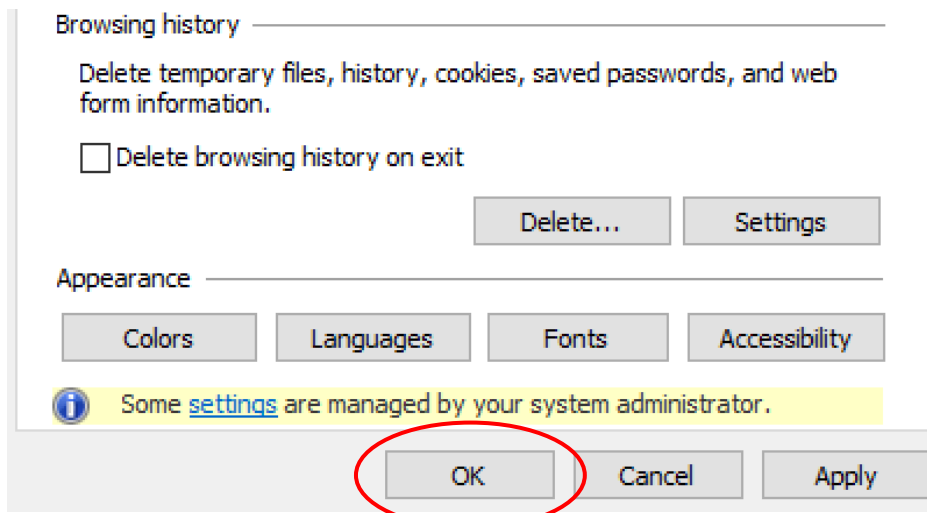 Browsing history
Delete temporary files, history, cookies, saved passwords, and web
form information.
Delete browsing history on exit
Delete... Settings
Appearance
Colors Languages Fonts Accessibility
Some settings are managed by your system administrator.
OK Cancel Apply